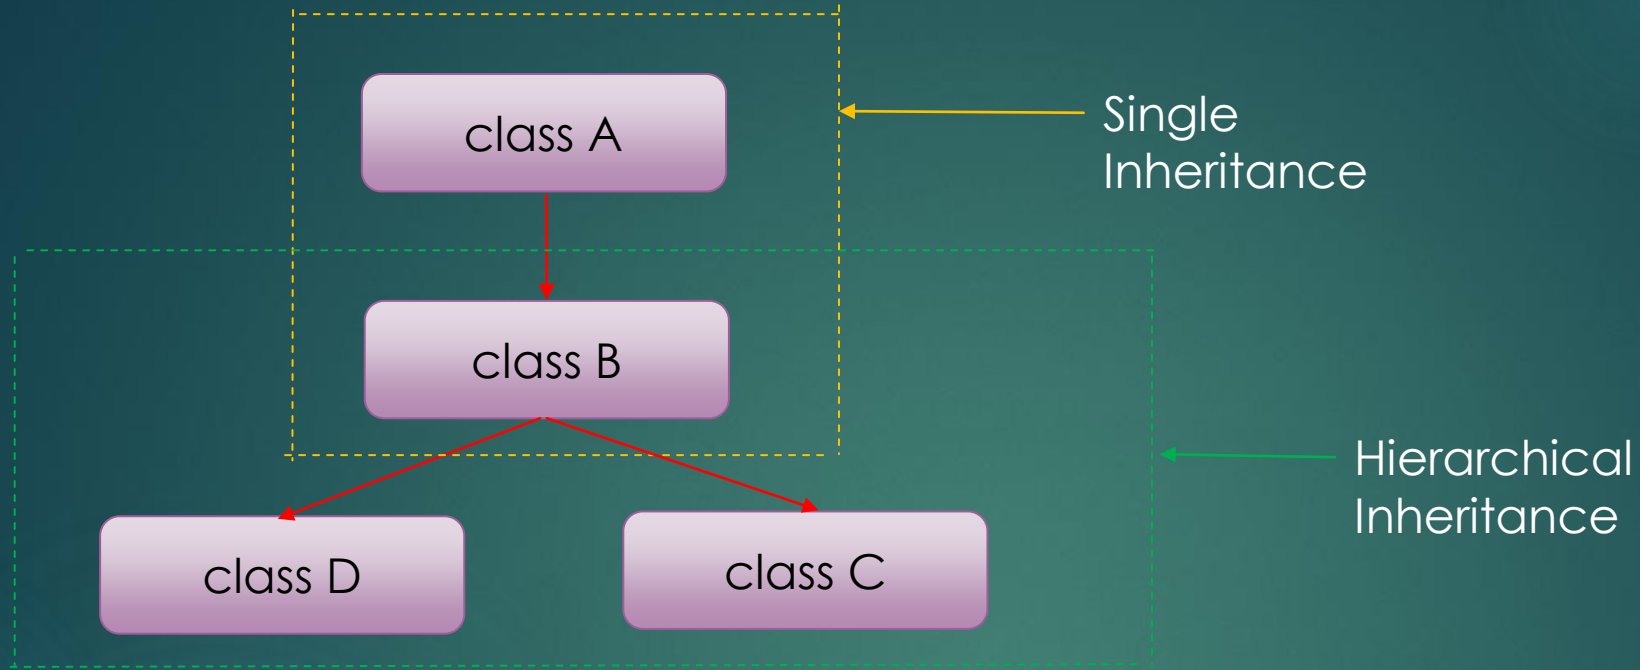 class A
Single
Inheritance
class B
Hierarchical
Inheritance
class D
class C